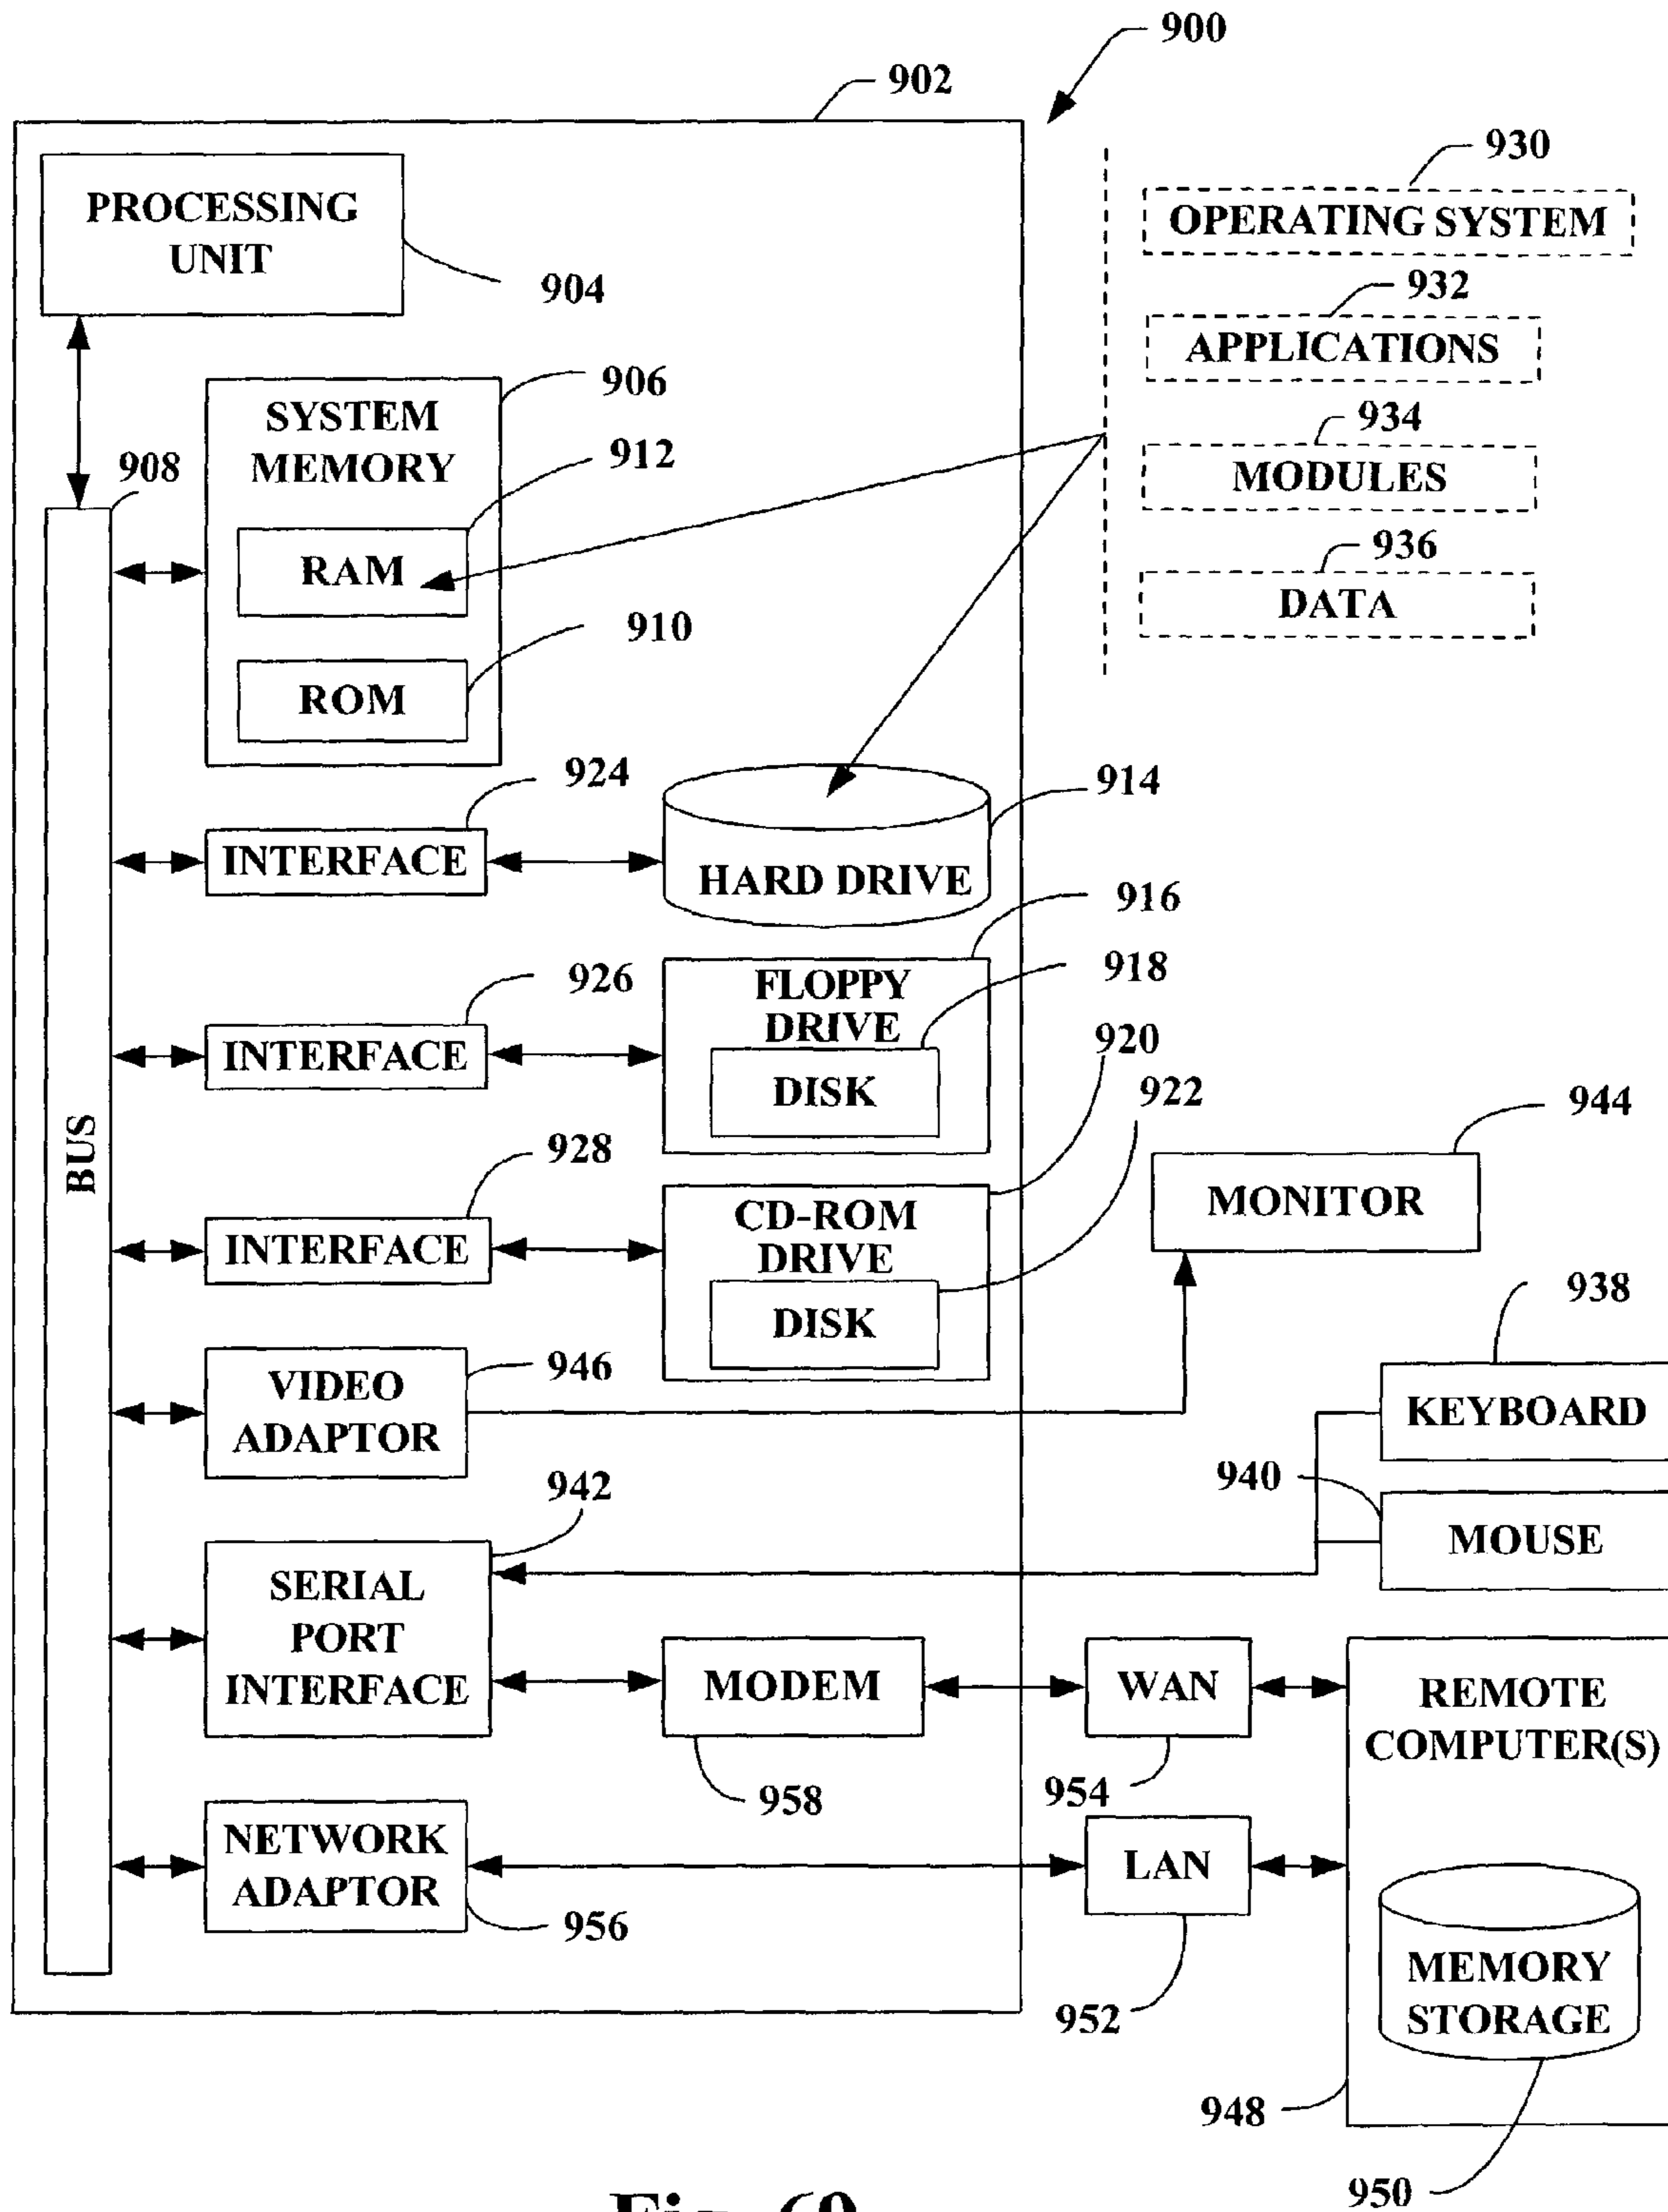 900
902
930
PROCESSING
UNIT
OPERATING SYSTEM
904
932
APPLICATIONS
906
SYSTEM
MEMORY
934
912
908
MODULES
936
RAM
DATA
910
ROM
924
914
INTERFACE
HARD DRIVE
916
926
918
FLOPPY
DRIVE
920
INTERFACE
DISK
922
944
BUS
928
MONITOR
CD-ROM
DRIVE
INTERFACE
938
DISK
946
VIDEO
ADAPTOR
KEYBOARD
940
942
MOUSE
SERIAL
PORT
INTERFACE
MODEM
WAN
REMOTE
COMPUTER(S)
954
958
NETWORK
ADAPTOR
LAN
956
MEMORY
STORAGE
952
948
950